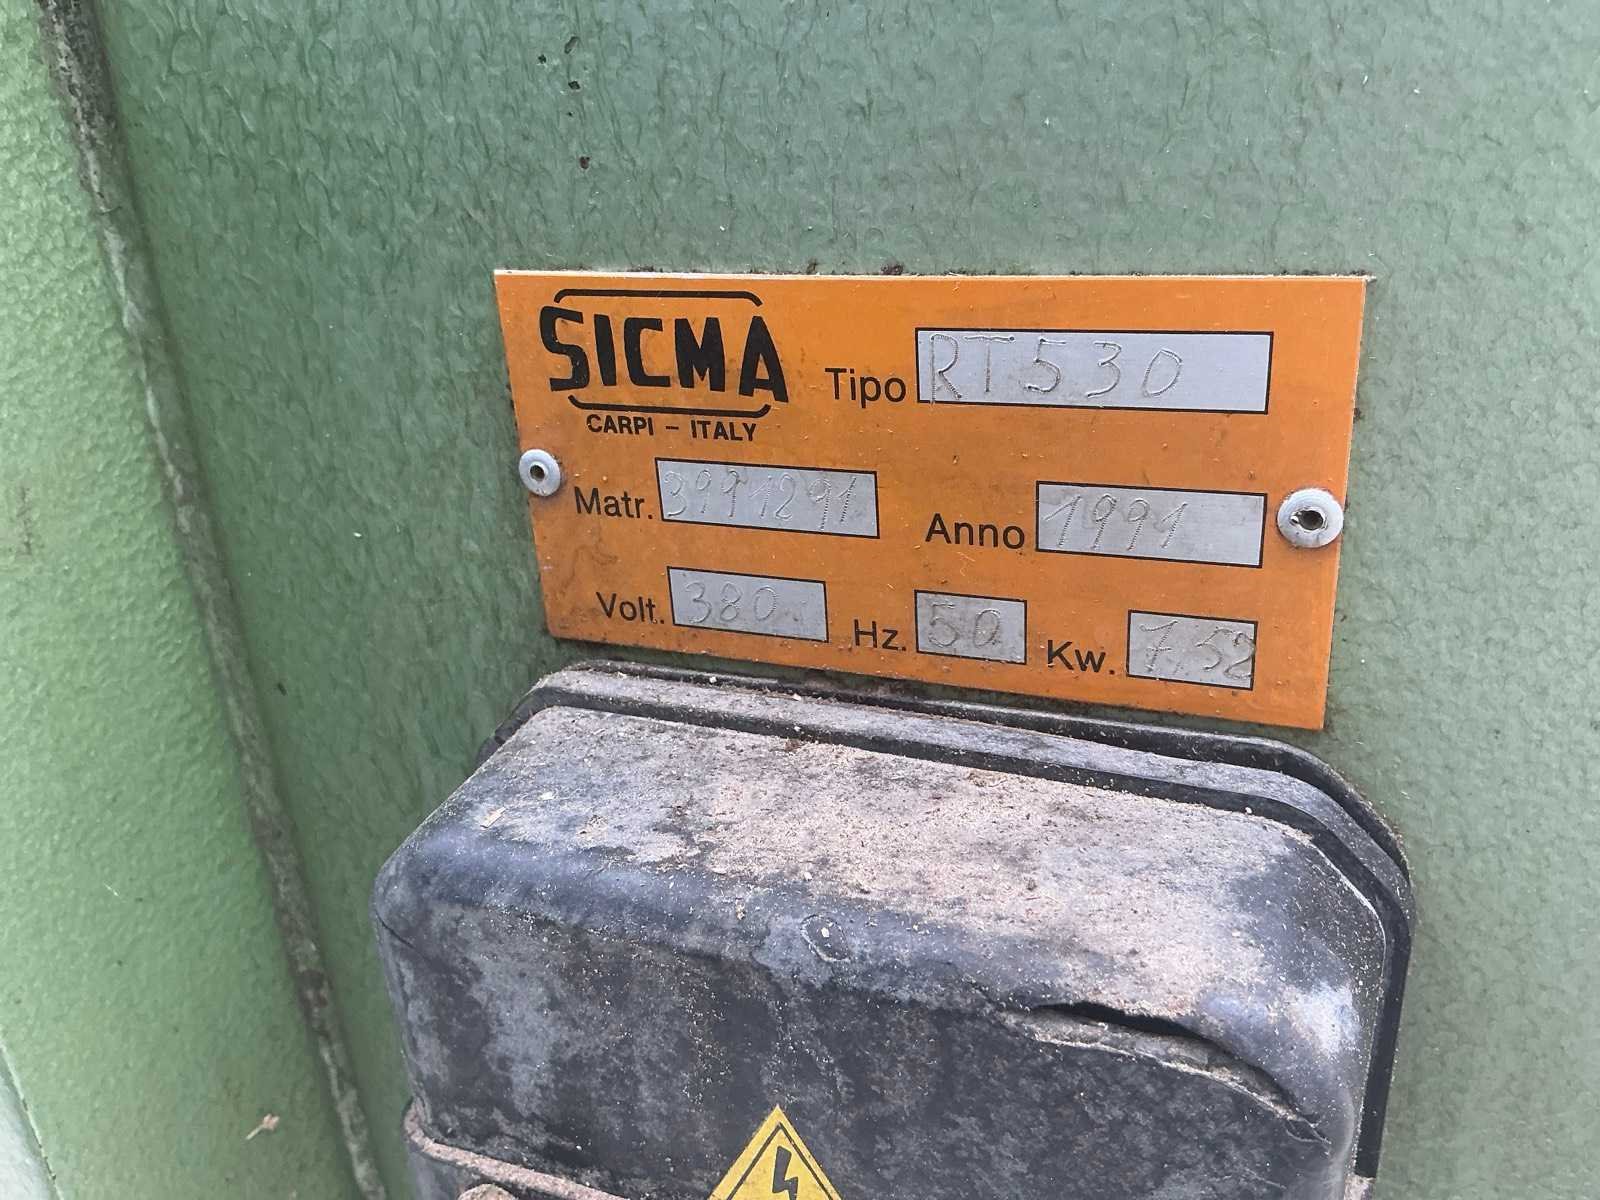 SICMA
CARPI - ITALY
Tipo RT530
Matr. 3991291
Anno 1991
Volt. 380
Hz. 50
Kw. 7,52